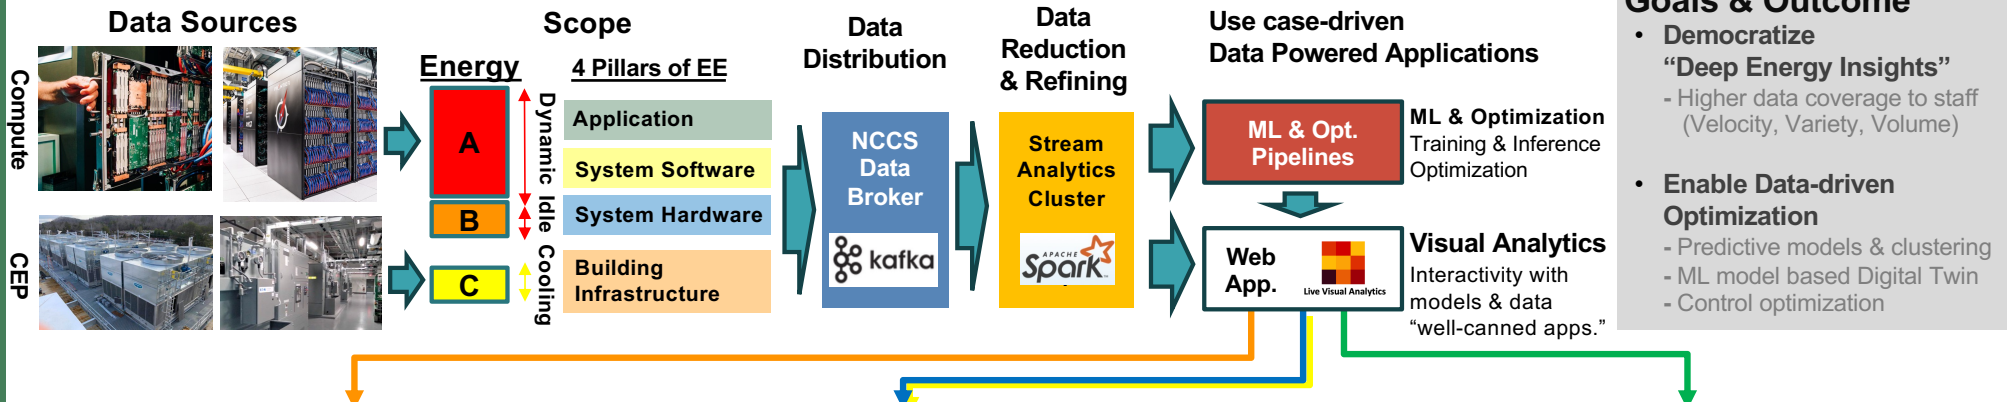 Data Sources
Compute
CEP
Scope
Energy
4 Pillars of EE
A
B
C
Dynamic
Idle
Cooling
Application
System Software
System Hardware
Building
Infrastructure
Data
Distribution
NCCS
Data
Broker
kafka
Data
Reduction
& Refining
Stream
Analytics
Cluster
APACHE
Spark
Use case-driven
Data Powered Applications
ML & Opt.
Pipelines
ML & Optimization
Training & Inference
Optimization
Web
App.
Live Visual Analytics
Visual Analytics
Interactivity with
models & data
“well-canned apps.”
Goals & Outcome
• Democratize
“Deep Energy Insights”
- Higher data coverage to staff
(Velocity, Variety, Volume)
• Enable Data-driven
Optimization
- Predictive models & clustering
- ML model based Digital Twin
- Control optimization